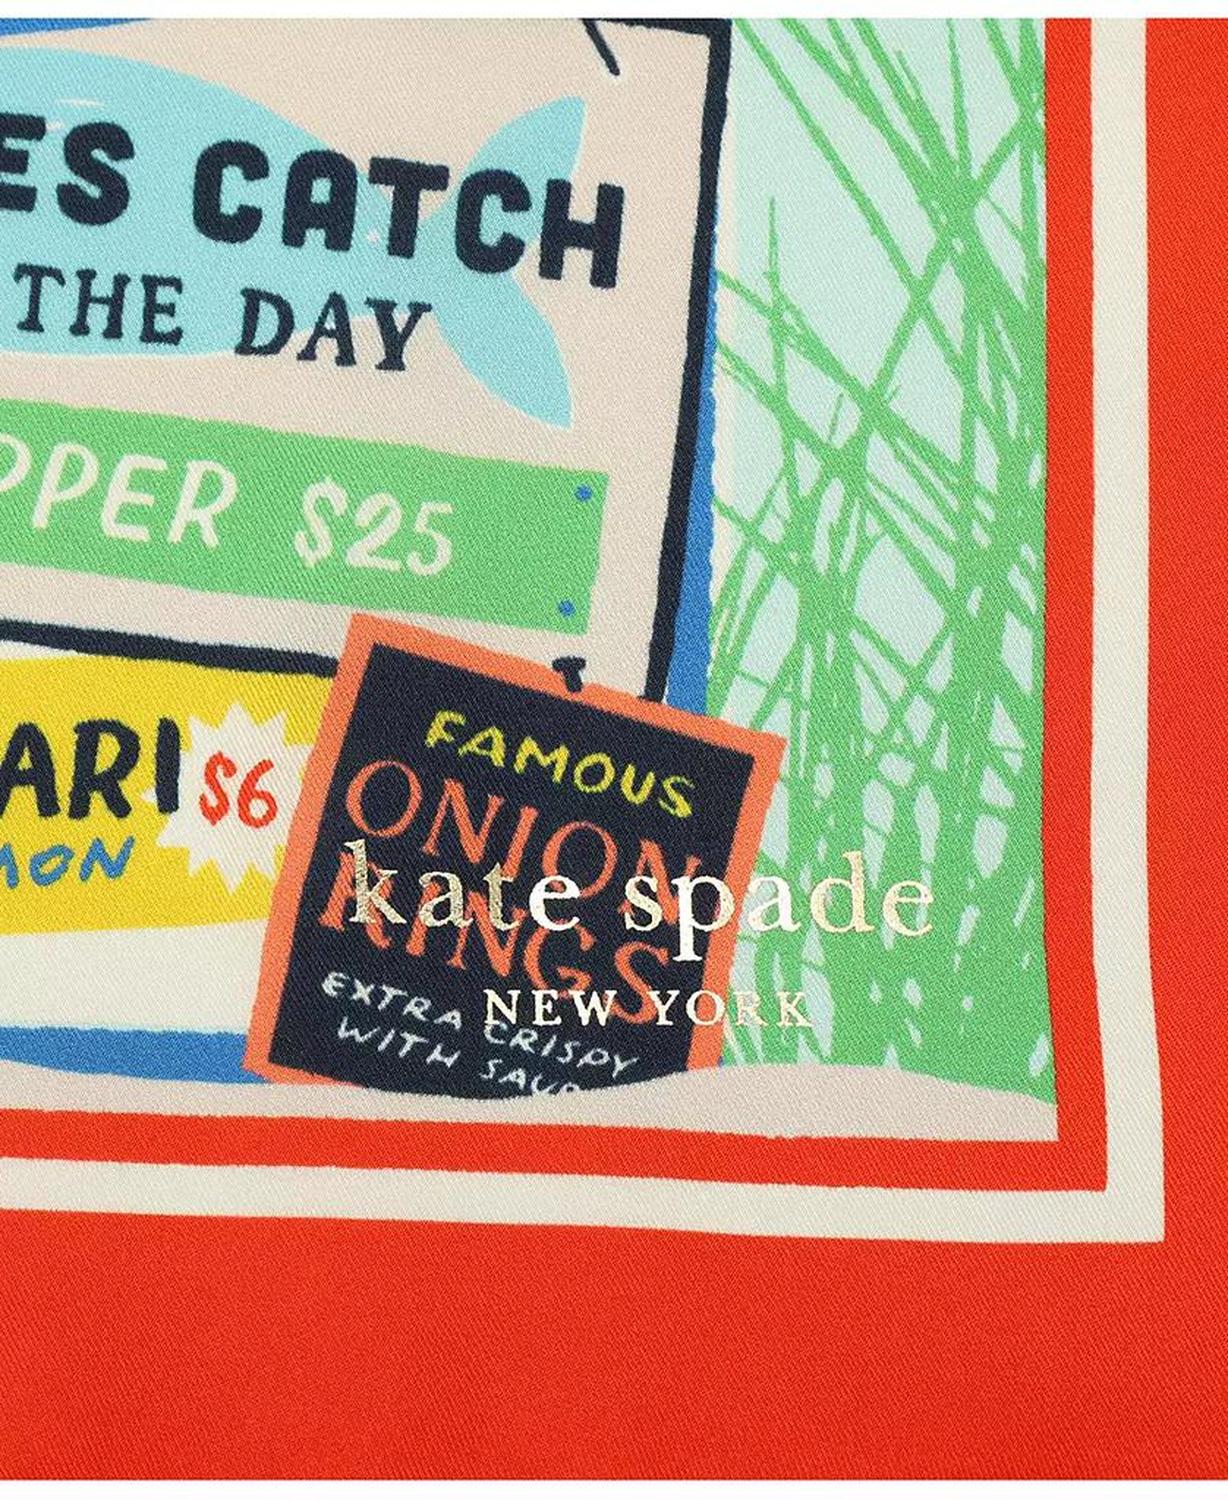 ES CATCH
THE DAY
PPER $25
ARI $6
MON
FAMOUS
ONION
RINGS
EXTRA CRISPY
WITH
kate spade
NEW YORK